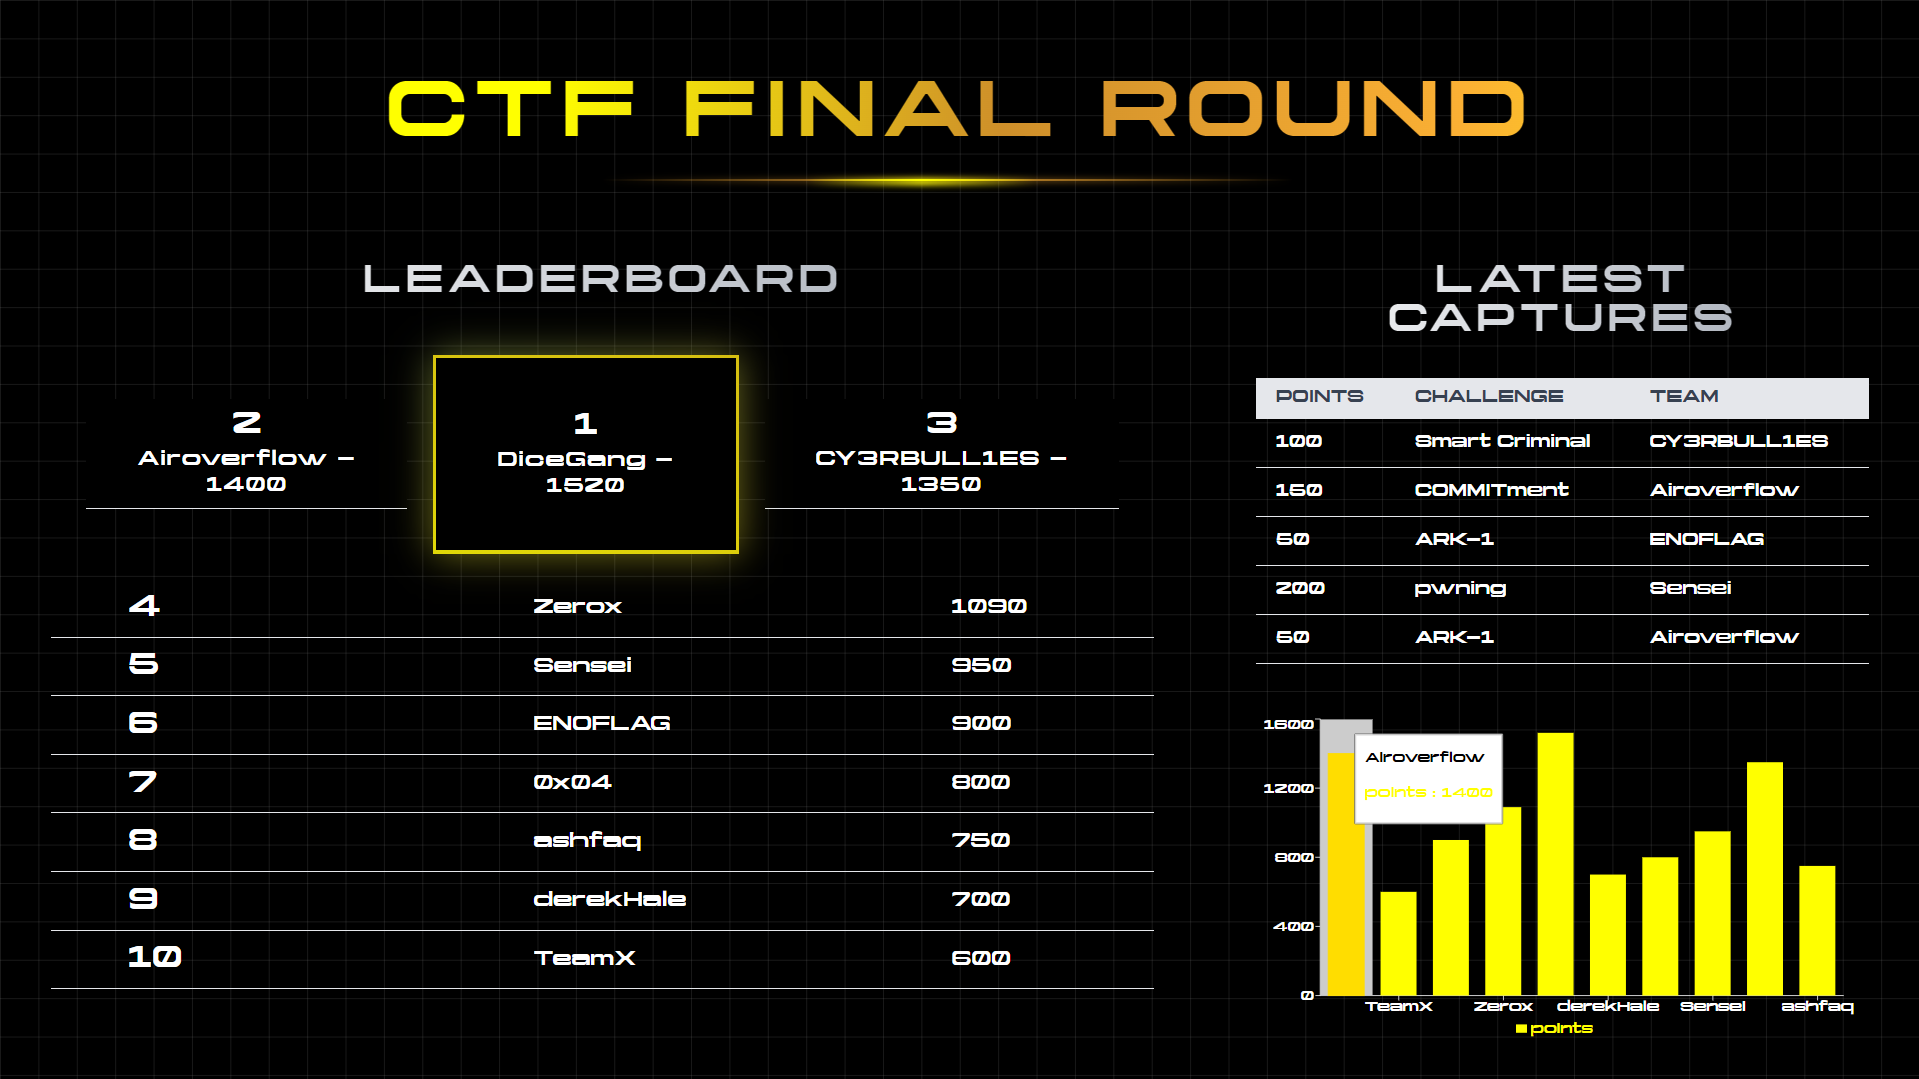 CTF FINAL ROUND
LEADERBOARD
2
Airoverflow -
1400
1
DiceGang -
1520
3
CY3RBULL1ES -
1350
4 Zerox 1090
5 Sensei 950
6 ENOFLAG 900
7 0x04 800
8 ashfaq 750
9 derekHale 700
10 TeamX 600
LATEST
CAPTURES
POINTS CHALLENGE TEAM
100 Smart Criminal CY3RBULL1ES
150 COMMITment Airoverflow
50 ARK-1 ENOFLAG
200 pwning Sensei
50 ARK-1 Airoverflow
1600
1200
800
400
0
Airoverflow
points : 1400
TeamX Zerox derekHale Sensei ashfaq
points